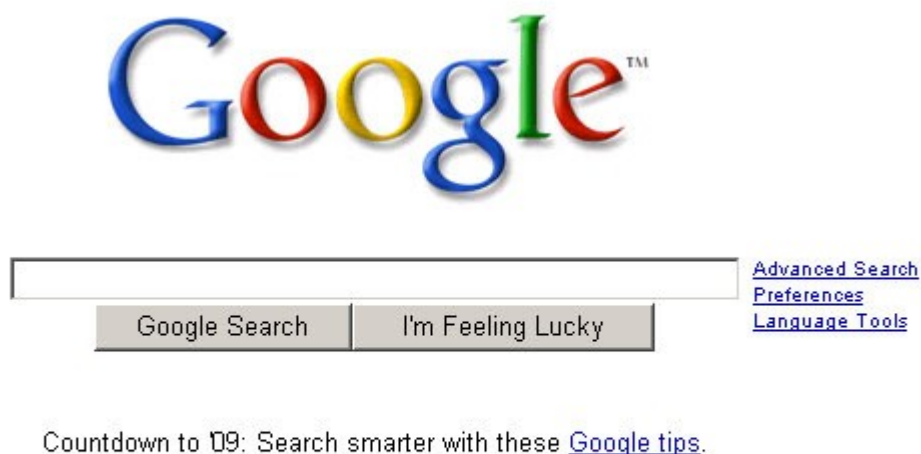 Google™
Advanced Search
Preferences
Language Tools
Google Search I'm Feeling Lucky
Countdown to '09: Search smarter with these Google tips.